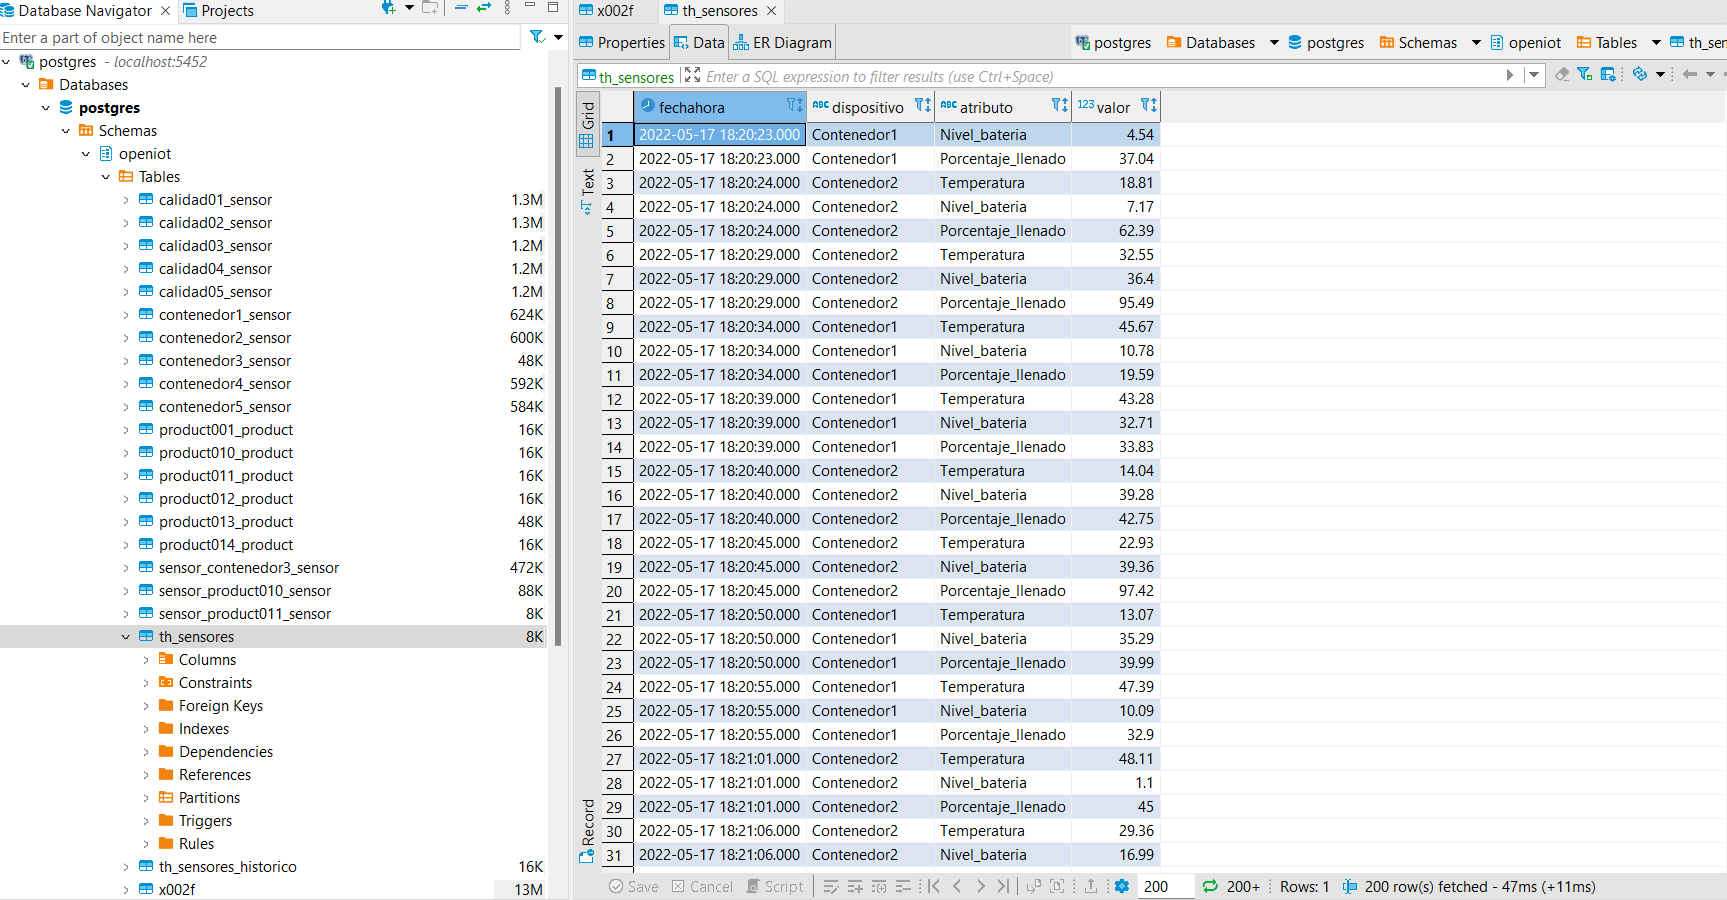 Database Navigator
Projects
Enter a part of object name here
postgres - localhost:5452
Databases
postgres
Schemas
openiot
Tables
calidad01_sensor 1.3M
calidad02_sensor 1.3M
calidad03_sensor 1.2M
calidad04_sensor 1.2M
calidad05_sensor 1.2M
contenedor1_sensor 624K
contenedor2_sensor 600K
contenedor3_sensor 48K
contenedor4_sensor 592K
contenedor5_sensor 584K
product001_product 16K
product010_product 16K
product011_product 16K
product012_product 16K
product013_product 48K
product014_product 16K
sensor_contenedor3_sensor 472K
sensor_product010_sensor 88K
sensor_product011_sensor 8K
th_sensores 8K
Columns
Constraints
Foreign Keys
Indexes
Dependencies
References
Partitions
Triggers
Rules
th_sensores_historico 16K
x002f 13M
x002f
th_sensores
Properties Data ER Diagram
postgres Databases postgres Schemas openiot Tables th_sen
th_sensores Enter a SQL expression to filter results (use Ctrl+Space)
Grid
Text
Record
fechahora ABC dispositivo ABC atributo 123 valor
1 2022-05-17 18:20:23.000 Contenedor1 Nivel_bateria 4.54
2 2022-05-17 18:20:23.000 Contenedor1 Porcentaje_llenado 37.04
3 2022-05-17 18:20:24.000 Contenedor2 Temperatura 18.81
4 2022-05-17 18:20:24.000 Contenedor2 Nivel_bateria 7.17
5 2022-05-17 18:20:24.000 Contenedor2 Porcentaje_llenado 62.39
6 2022-05-17 18:20:29.000 Contenedor2 Temperatura 32.55
7 2022-05-17 18:20:29.000 Contenedor2 Nivel_bateria 36.4
8 2022-05-17 18:20:29.000 Contenedor2 Porcentaje_llenado 95.49
9 2022-05-17 18:20:34.000 Contenedor1 Temperatura 45.67
10 2022-05-17 18:20:34.000 Contenedor1 Nivel_bateria 10.78
11 2022-05-17 18:20:34.000 Contenedor1 Porcentaje_llenado 19.59
12 2022-05-17 18:20:39.000 Contenedor1 Temperatura 43.28
13 2022-05-17 18:20:39.000 Contenedor1 Nivel_bateria 32.71
14 2022-05-17 18:20:39.000 Contenedor1 Porcentaje_llenado 33.83
15 2022-05-17 18:20:40.000 Contenedor2 Temperatura 14.04
16 2022-05-17 18:20:40.000 Contenedor2 Nivel_bateria 39.28
17 2022-05-17 18:20:40.000 Contenedor2 Porcentaje_llenado 42.75
18 2022-05-17 18:20:45.000 Contenedor2 Temperatura 22.93
19 2022-05-17 18:20:45.000 Contenedor2 Nivel_bateria 39.36
20 2022-05-17 18:20:45.000 Contenedor2 Porcentaje_llenado 97.42
21 2022-05-17 18:20:50.000 Contenedor1 Temperatura 13.07
22 2022-05-17 18:20:50.000 Contenedor1 Nivel_bateria 35.29
23 2022-05-17 18:20:50.000 Contenedor1 Porcentaje_llenado 39.99
24 2022-05-17 18:20:55.000 Contenedor1 Temperatura 47.39
25 2022-05-17 18:20:55.000 Contenedor1 Nivel_bateria 10.09
26 2022-05-17 18:20:55.000 Contenedor1 Porcentaje_llenado 32.9
27 2022-05-17 18:21:01.000 Contenedor2 Temperatura 48.11
28 2022-05-17 18:21:01.000 Contenedor2 Nivel_bateria 1.1
29 2022-05-17 18:21:01.000 Contenedor2 Porcentaje_llenado 45
30 2022-05-17 18:21:06.000 Contenedor2 Temperatura 29.36
31 2022-05-17 18:21:06.000 Contenedor2 Nivel_bateria 16.99
Save Cancel Script 200 200+ Rows: 1 200 row(s) fetched - 47ms (+11ms)